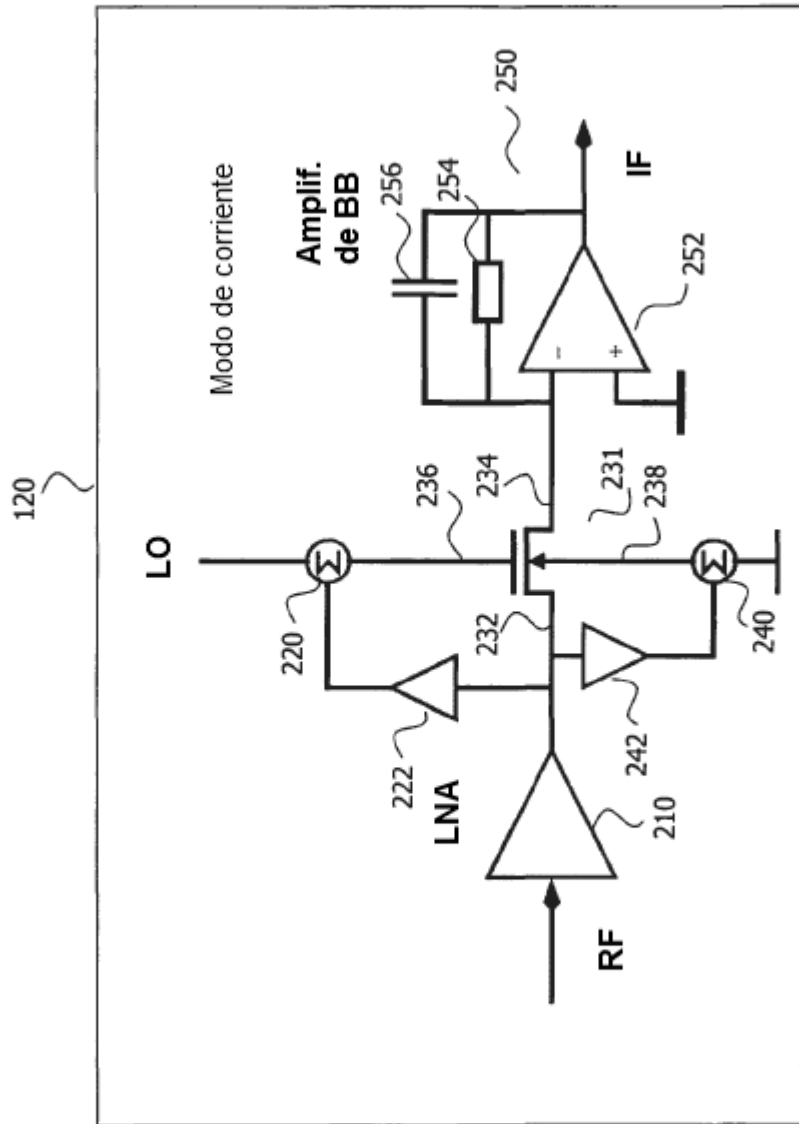 120
Modo de corriente
LO
Amplif.
de BB
256
254
250
220
Σ
236
234
222
LNA
232
231
238
−
+
252
IF
RF
210
242
Σ
240